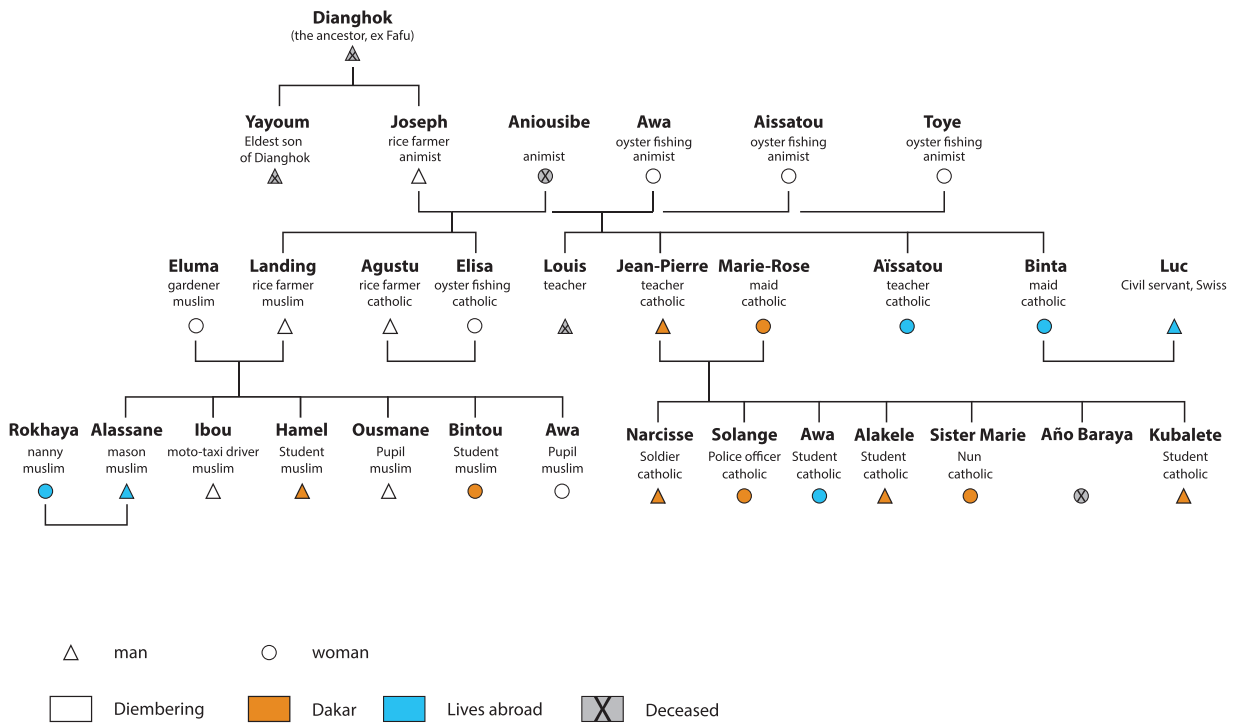 Dianghok
(the ancestor, ex Fafu)
Yayoum
Eldest son
of Dianghok
Joseph
rice farmer
animist
Aniousibe
animist
Awa
oyster fishing
animist
Aissatou
oyster fishing
animist
Toye
oyster fishing
animist
Eluma
gardener
muslim
Landing
rice farmer
muslim
Agustu
rice farmer
catholic
Elisa
oyster fishing
catholic
Louis
teacher
Jean-Pierre
teacher
catholic
Marie-Rose
maid
catholic
Aïssatou
teacher
catholic
Binta
maid
catholic
Luc
Civil servant, Swiss
Rokhaya
nanny
muslim
Alassane
mason
muslim
Ibou
moto-taxi driver
muslim
Hamel
Student
muslim
Ousmane
Pupil
muslim
Bintou
Student
muslim
Awa
Pupil
muslim
Narcisse
Soldier
catholic
Solange
Police officer
catholic
Awa
Student
catholic
Alakele
Student
catholic
Sister Marie
Nun
catholic
Año Baraya
Kubalete
Student
catholic
man
woman
Diembering
Dakar
Lives abroad
X Deceased